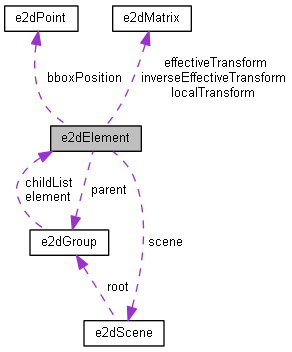 e2dPoint
e2dMatrix
bboxPosition
effectiveTransform
inverseEffectiveTransform
localTransform
e2dElement
childList
element
parent
e2dGroup
scene
root
e2dScene